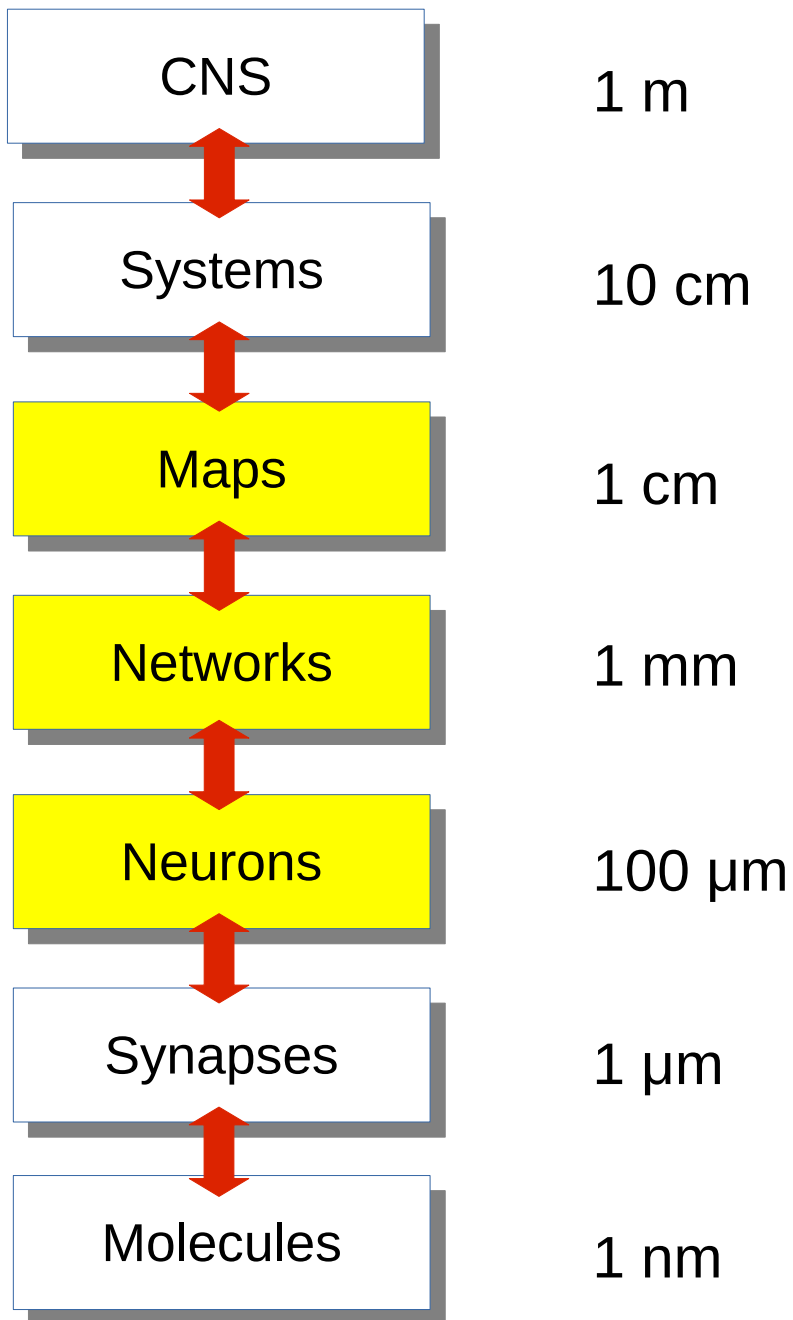 CNS 1 m
Systems 10 cm
Maps 1 cm
Networks 1 mm
Neurons 100 μm
Synapses 1 μm
Molecules 1 nm